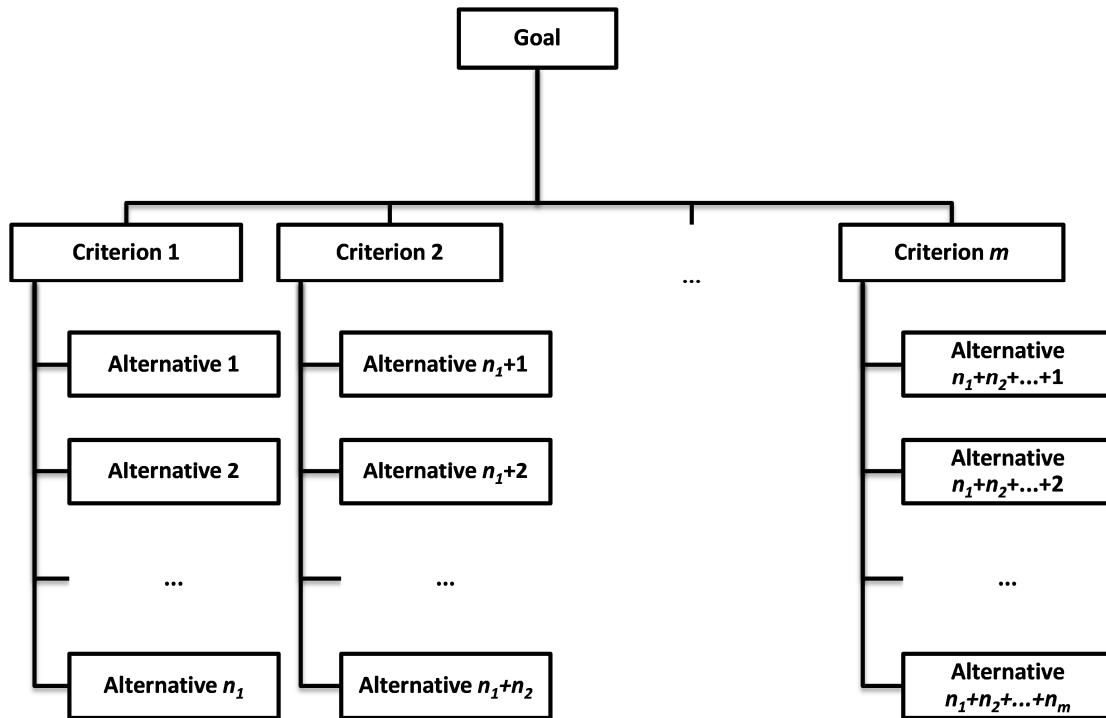 Goal
Criterion 1
Criterion 2
...
Criterion m
Alternative 1
Alternative n₁+1
Alternative
n₁+n₂+...+1
Alternative 2
Alternative n₁+2
Alternative
n₁+n₂+...+2
...
...
...
Alternative n₁
Alternative n₁+n₂
Alternative
n₁+n₂+...+nₘ